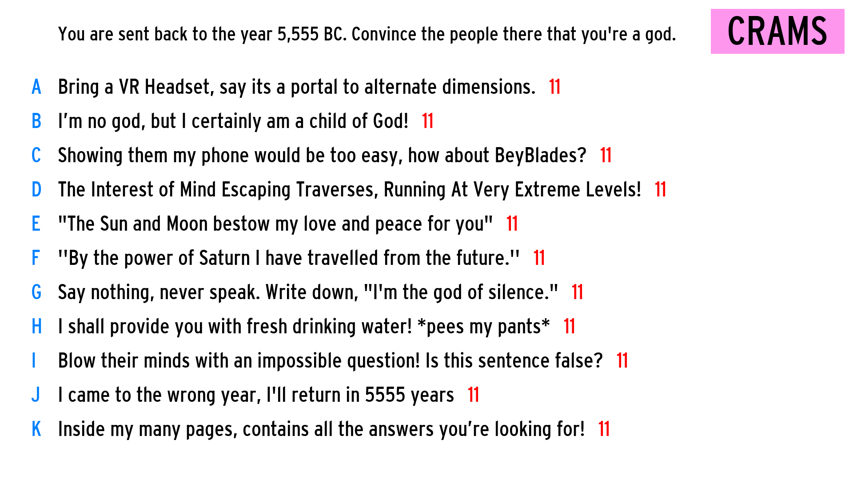 You are sent back to the year 5,555 BC. Convince the people there that you're a god.
CRAMS
A Bring a VR Headset, say its a portal to alternate dimensions. 11
B I’m no god, but I certainly am a child of God! 11
C Showing them my phone would be too easy, how about BeyBlades? 11
D The Interest of Mind Escaping Traverses, Running At Very Extreme Levels! 11
E "The Sun and Moon bestow my love and peace for you" 11
F ''By the power of Saturn I have travelled from the future.'' 11
G Say nothing, never speak. Write down, "I'm the god of silence." 11
H I shall provide you with fresh drinking water! *pees my pants* 11
I Blow their minds with an impossible question! Is this sentence false? 11
J I came to the wrong year, I'll return in 5555 years 11
K Inside my many pages, contains all the answers you’re looking for! 11